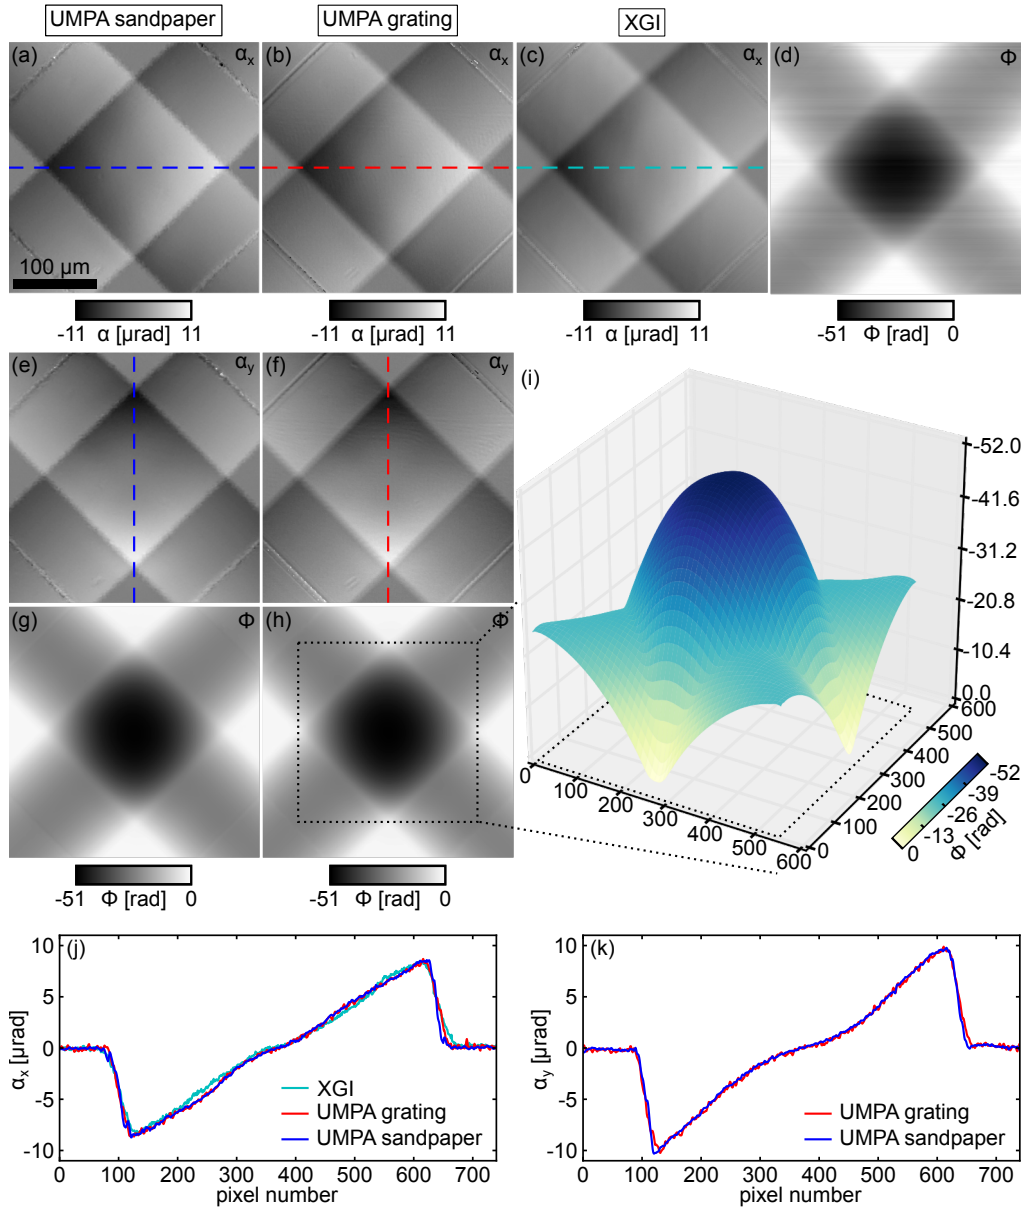 UMPA sandpaper UMPA grating XGI
(a) αx (b) αx (c) αx (d) Φ
100 µm
-11 α [µrad] 11 -11 α [µrad] 11 -11 α [µrad] 11 -51 Φ [rad] 0
(e) αy (f) αy (i)
-52.0
-41.6
-31.2
-20.8
-10.4
0.0
(g) Φ (h) Φ
0 100 200 300 400 500 600
0 100 200 300 400 500 600
-52
-39
-26
-13
0
Φ [rad]
-51 Φ [rad] 0 -51 Φ [rad] 0
(j)
10
5
0
-5
-10
αx [µrad]
XGI
UMPA grating
UMPA sandpaper
0 100 200 300 400 500 600 700
pixel number
(k)
10
5
0
-5
-10
αy [µrad]
UMPA grating
UMPA sandpaper
0 100 200 300 400 500 600 700
pixel number